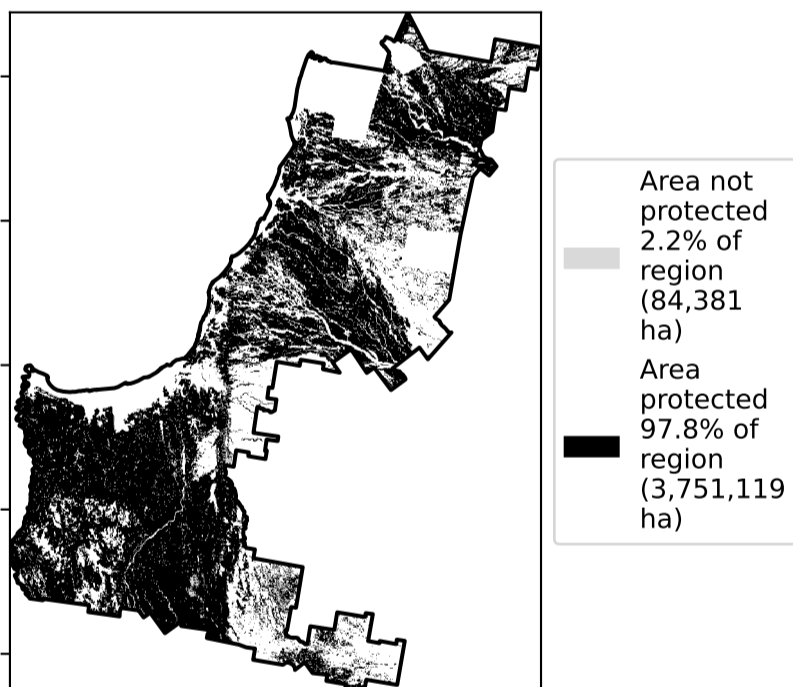 Area not
protected
2.2% of
region
(84,381
ha)
Area
protected
97.8% of
region
(3,751,119
ha)